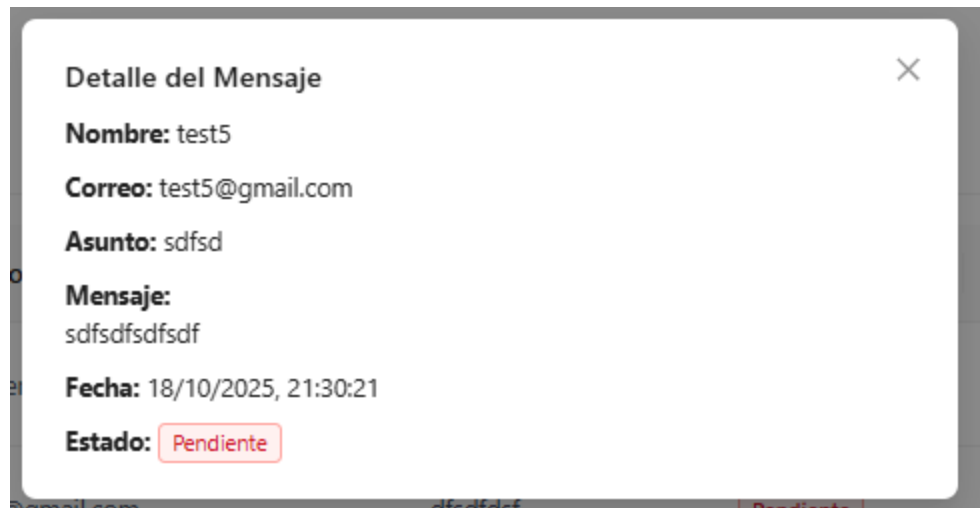 Detalle del Mensaje
Nombre: test5
Correo: test5@gmail.com
Asunto: sdfsd
Mensaje:
sdfsdfsdfsdf
Fecha: 18/10/2025, 21:30:21
Estado: Pendiente